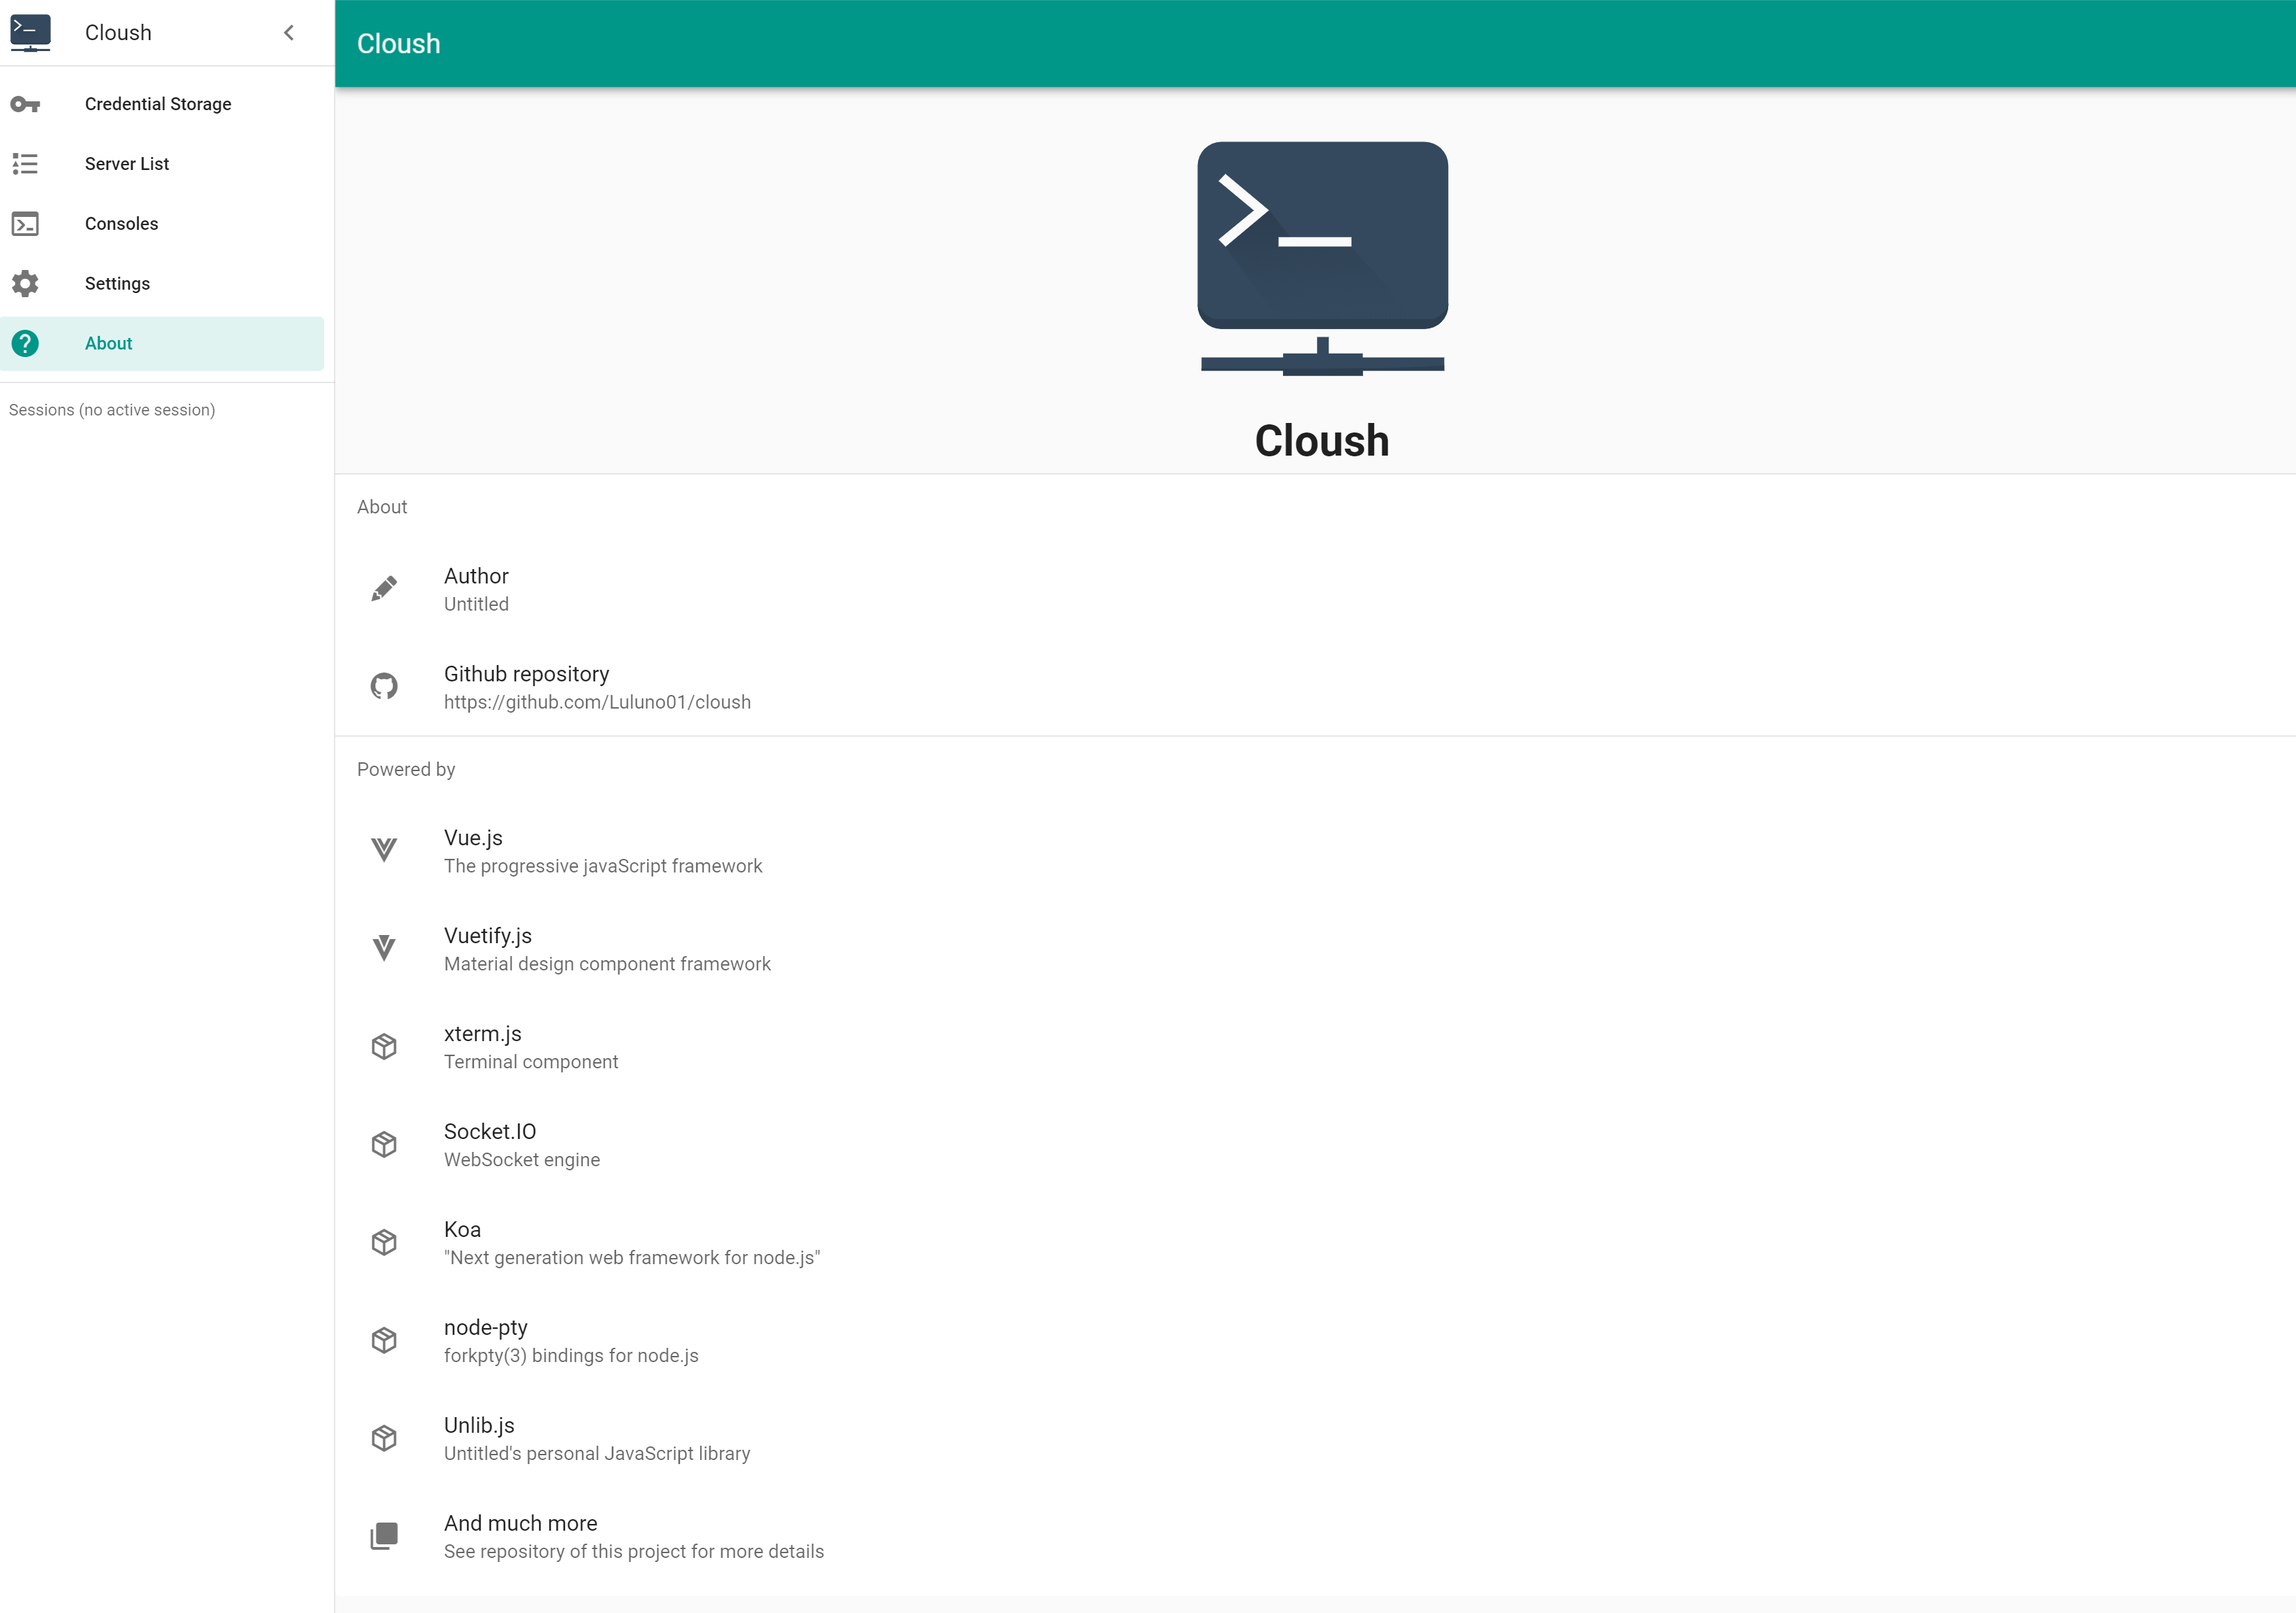 Cloush
Credential Storage
Server List
Consoles
Settings
About
Sessions (no active session)
Cloush
Cloush
About
Author
Untitled
Github repository
https://github.com/Luluno01/cloush
Powered by
Vue.js
The progressive javaScript framework
Vuetify.js
Material design component framework
xterm.js
Terminal component
Socket.IO
WebSocket engine
Koa
"Next generation web framework for node.js"
node-pty
forkpty(3) bindings for node.js
Unlib.js
Untitled's personal JavaScript library
And much more
See repository of this project for more details